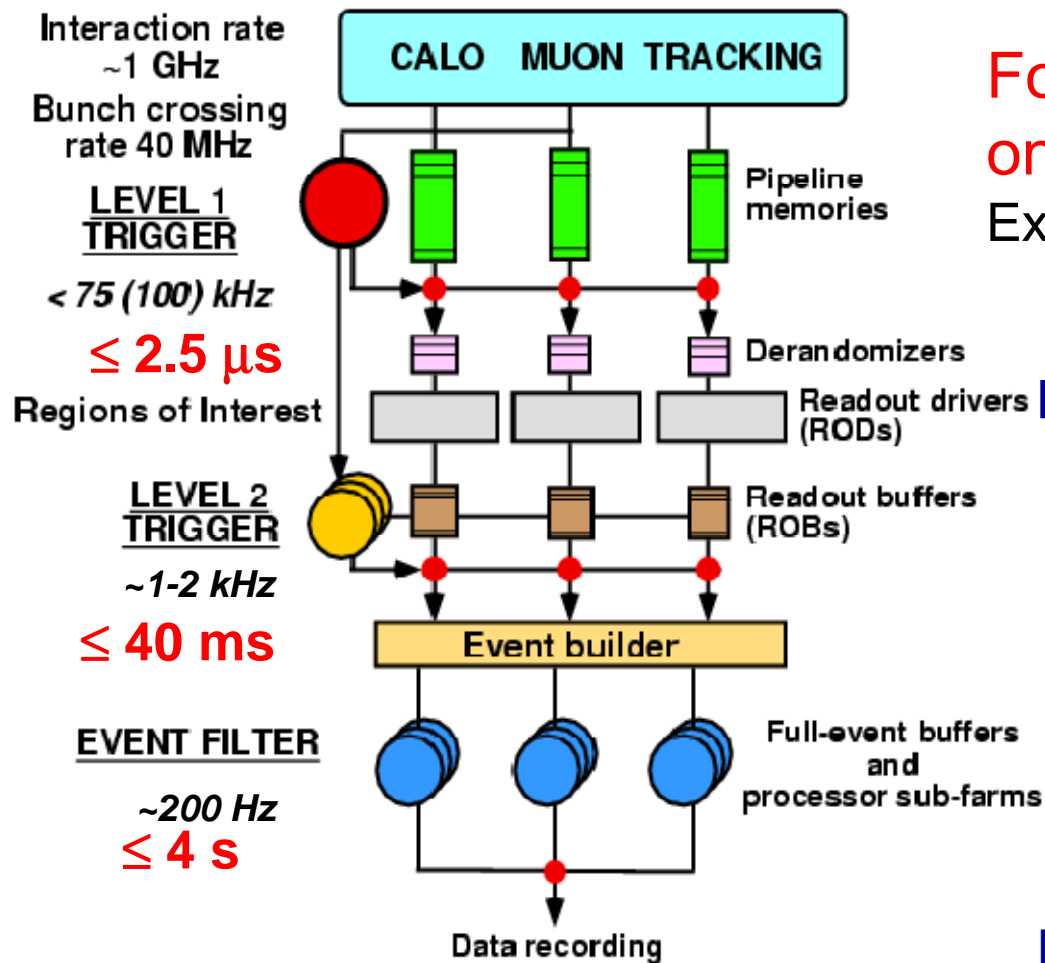 Interaction rate
~1 GHz
Bunch crossing
rate 40 MHz
CALO MUON TRACKING
LEVEL 1
TRIGGER
< 75 (100) kHz
≤ 2.5 μs
Regions of Interest
Pipeline
memories
Derandomizers
Readout drivers
(RODs)
LEVEL 2
TRIGGER
~1-2 kHz
≤ 40 ms
Readout buffers
(ROBs)
Event builder
EVENT FILTER
~200 Hz
≤ 4 s
Full-event buffers
and
processor sub-farms
Data recording